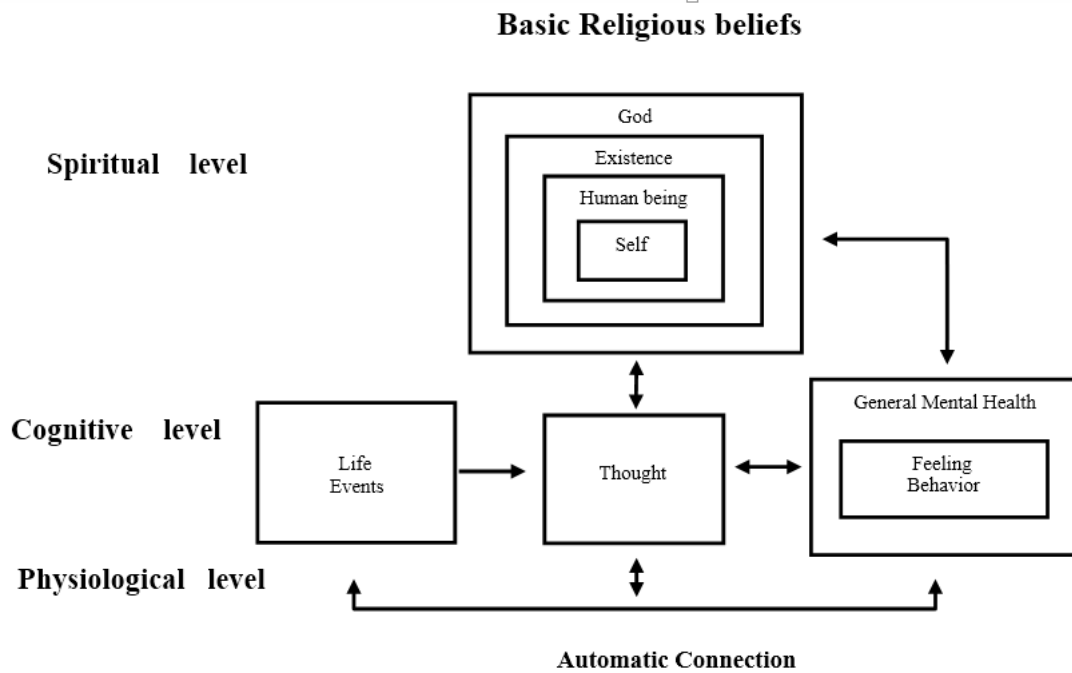 Basic Religious beliefs
God
Spiritual level
Existence
Human being
Self
General Mental Health
Cognitive level
Life
Events
Thought
Feeling
Behavior
Physiological level
Automatic Connection